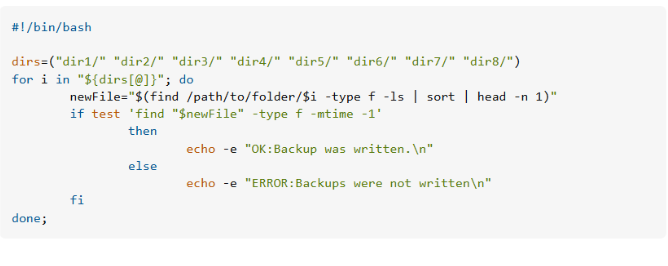 #!/bin/bash
dirs=("dir1/" "dir2/" "dir3/" "dir4/" "dir5/" "dir6/" "dir7/" "dir8/")
for i in "${dirs[@]}"; do
newFile="$(find /path/to/folder/$i -type f -ls | sort | head -n 1)"
if test 'find "$newFile" -type f -mtime -1'
then
echo -e "OK:Backup was written.\n"
else
echo -e "ERROR:Backups were not written\n"
fi
done;